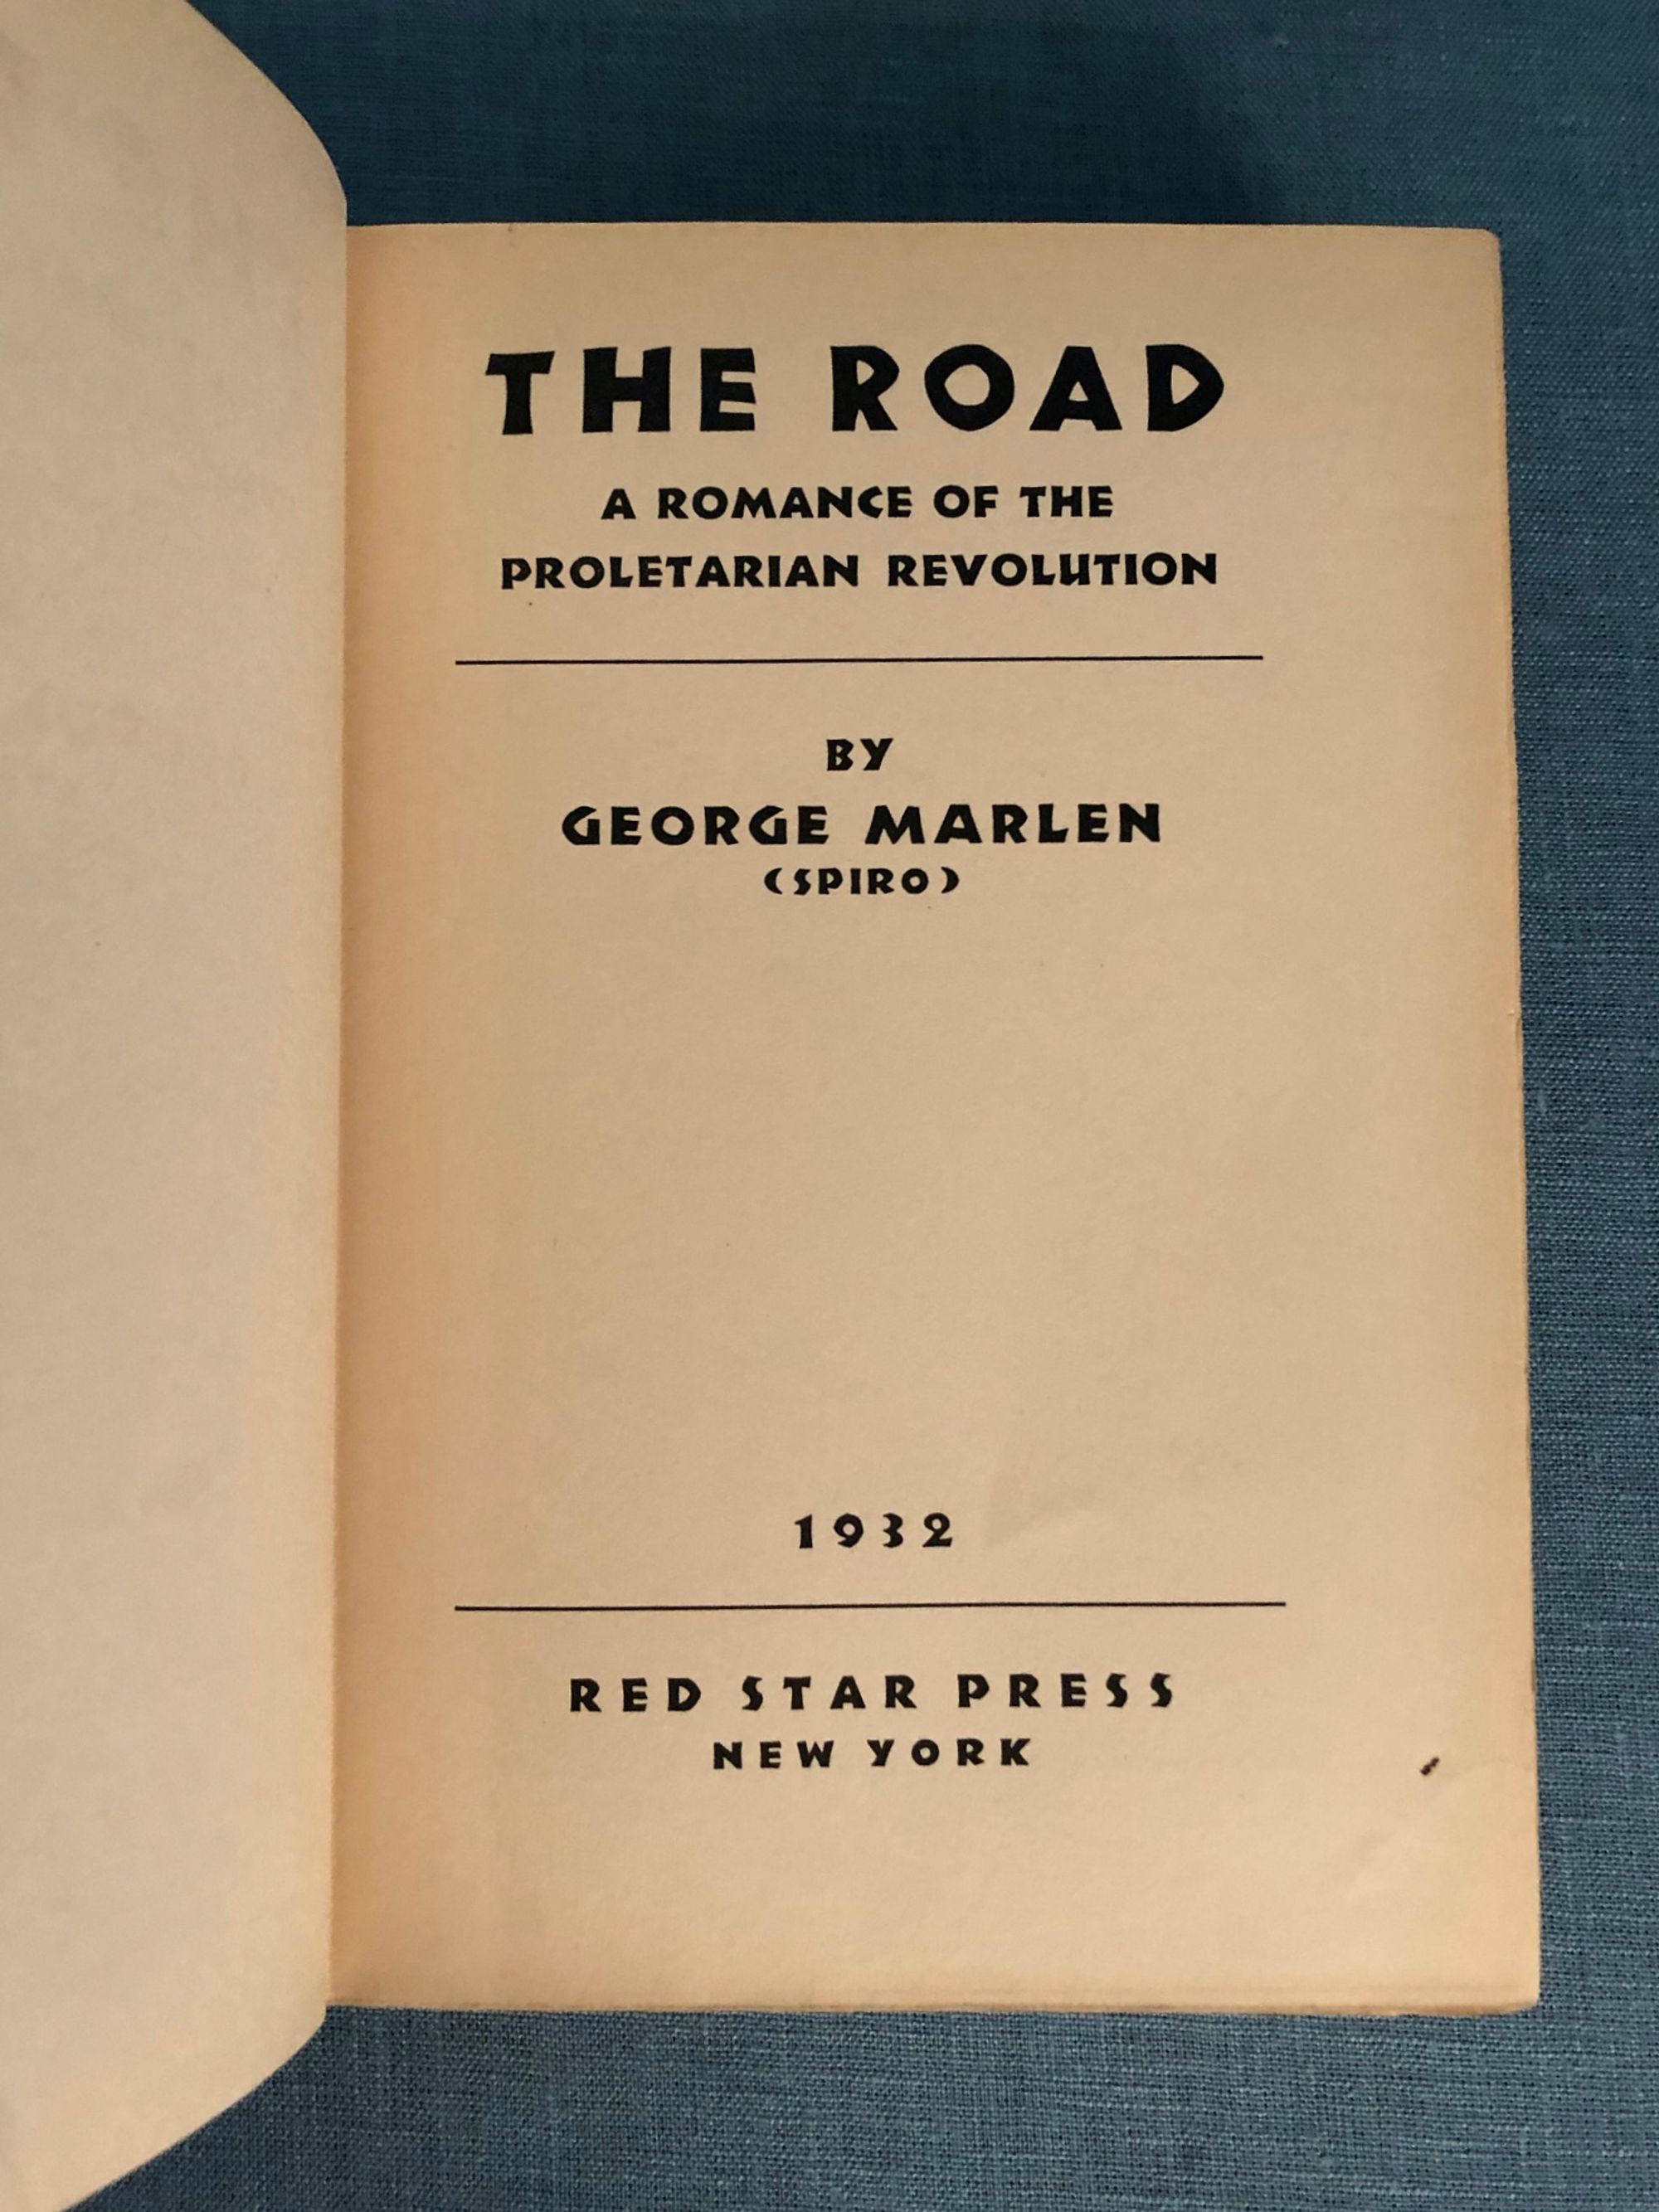 THE ROAD
A ROMANCE OF THE
PROLETARIAN REVOLUTION
BY
GEORGE MARLEN
(SPIRO)
1932
RED STAR PRESS
NEW YORK